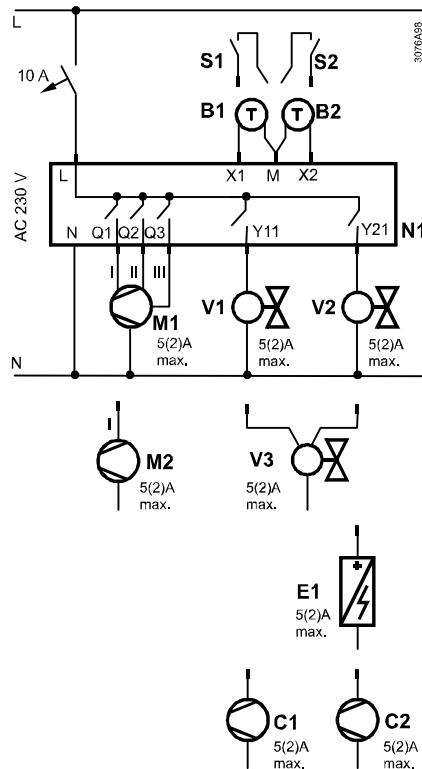 L
3076A98
S1 S2
10 A
B1 T T B2
AC 230 V
L X1 M X2
N Q1 Q2 Q3 Y11 Y21 N1
I II III
M1 V1 V2
5(2)A 5(2)A 5(2)A
max. max. max.
N
I
M2 V3
5(2)A 5(2)A
max. max.
E1
5(2)A
max.
C1 C2
5(2)A 5(2)A
max. max.